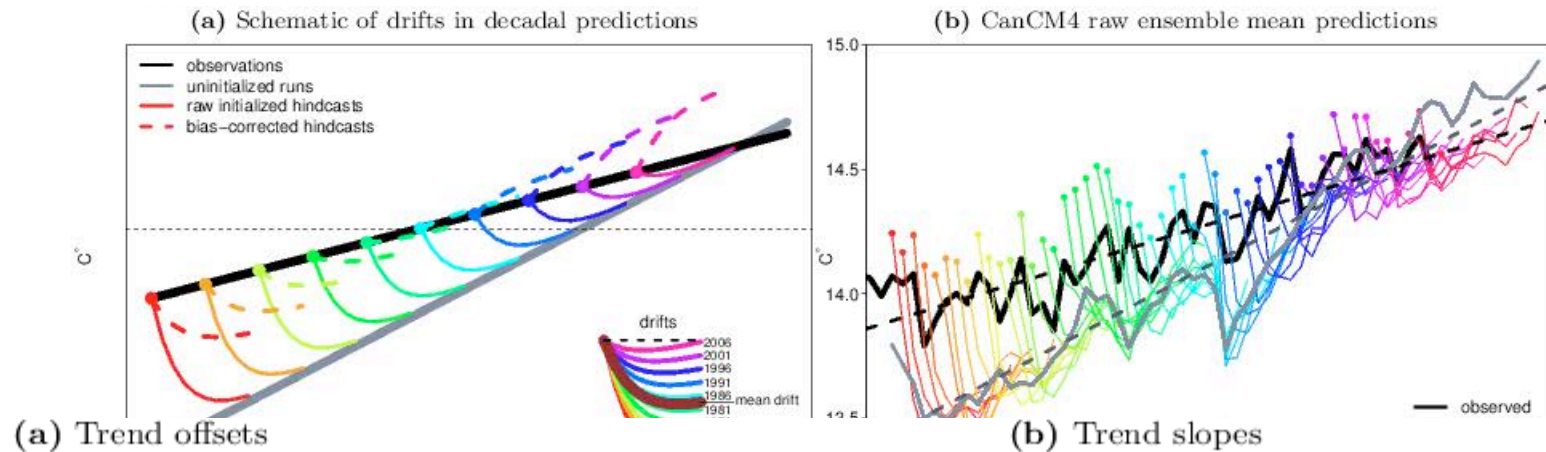 (a) Schematic of drifts in decadal predictions
observations
uninitialized runs
raw initialized hindcasts
bias-corrected hindcasts
C°
drifts
2006
2001
1996
1991
1986
mean drift
1981
(b) CanCM4 raw ensemble mean predictions
15.0
14.5
14.0
13.5
C°
observed
(a) Trend offsets
(b) Trend slopes